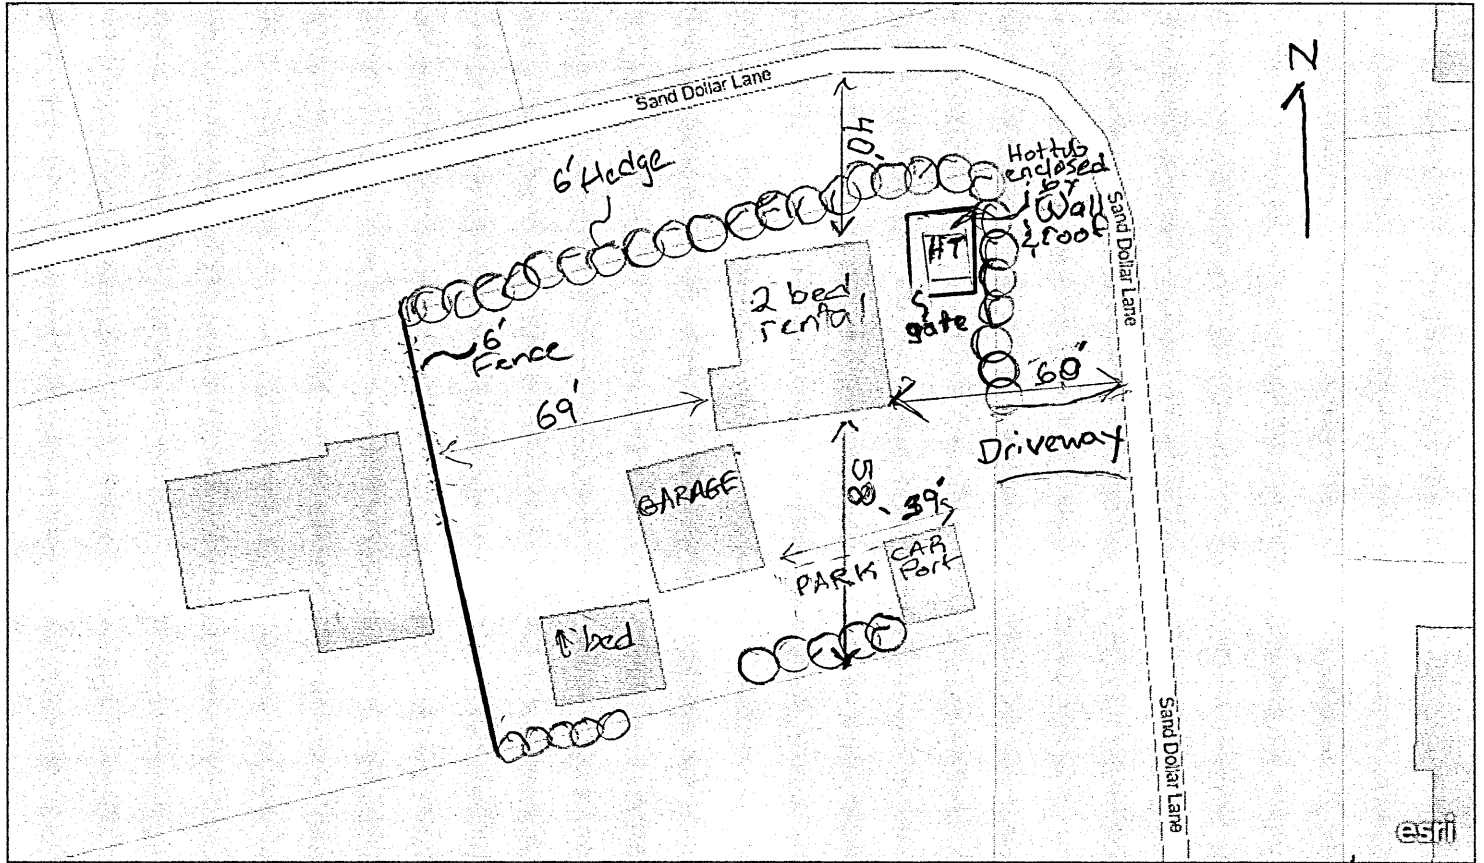 Sand Dollar Lane
N
40'
6' Hedge
Hot tub
enclosed
by
Wall
& roof
Sand Dollar Lane
HT
2 bed
rental
gate
6'
Fence
69'
60'
Driveway
58'
39'
GARAGE
CAR
Port
PARK
1 bed
Sand Dollar Lane
esri